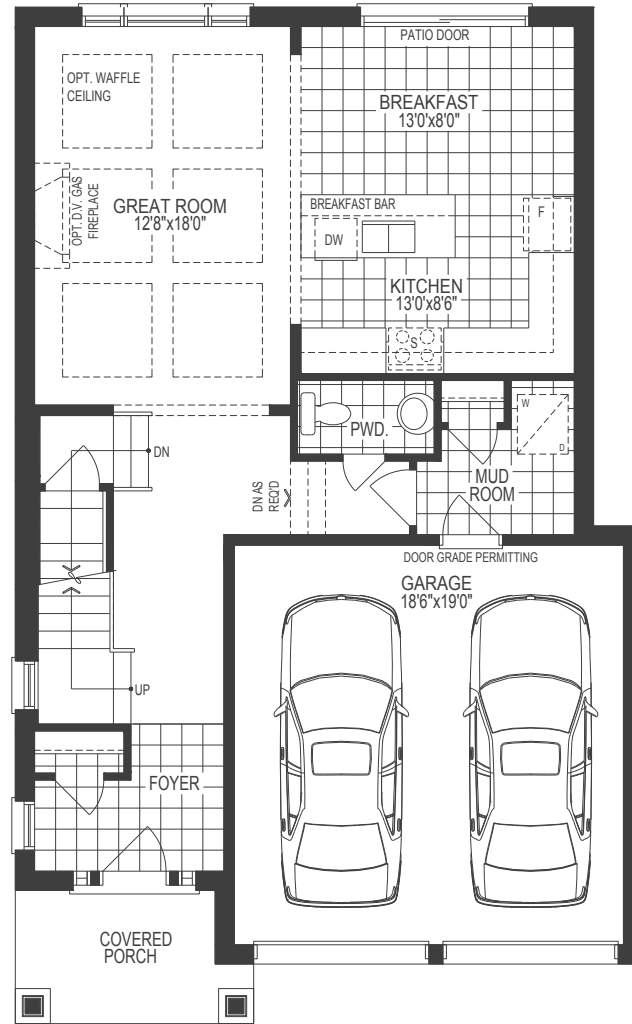 PATIO DOOR
OPT. WAFFLE
CEILING
BREAKFAST
13'0"x8'0"
OPT. D.V. GAS
FIREPLACE
GREAT ROOM
12'8"x18'0"
BREAKFAST BAR
F
DW
KITCHEN
13'0"x8'6"
S
PWD.
W
D
DN
DN AS
REQ'D
MUD
ROOM
DOOR GRADE PERMITTING
GARAGE
18'6"x19'0"
UP
FOYER
COVERED
PORCH